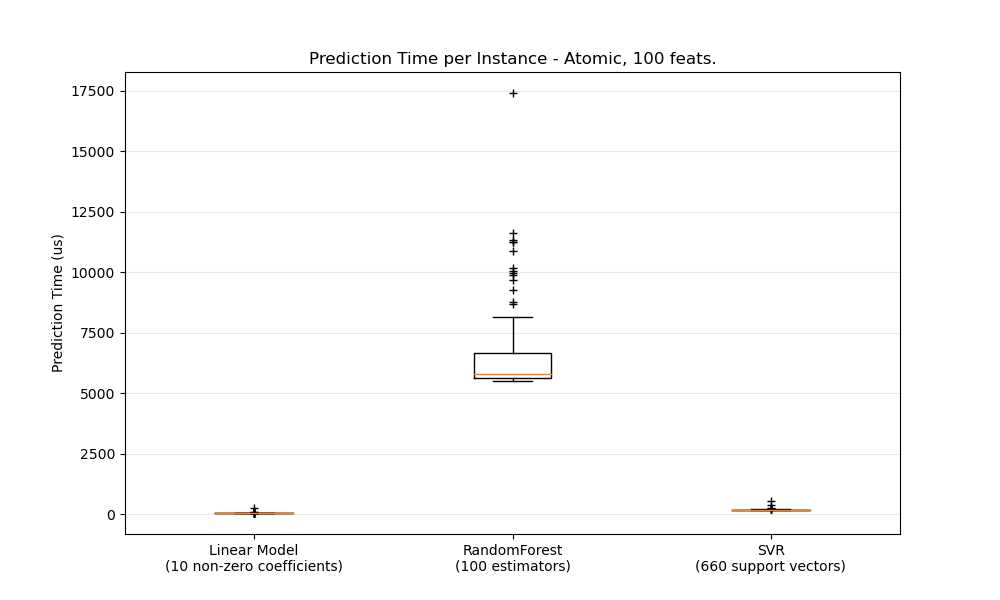 Prediction Time per Instance - Atomic, 100 feats.
17500
15000
12500
10000
7500
5000
2500
0
Prediction Time (us)
Linear Model
(10 non-zero coefficients)
RandomForest
(100 estimators)
SVR
(660 support vectors)